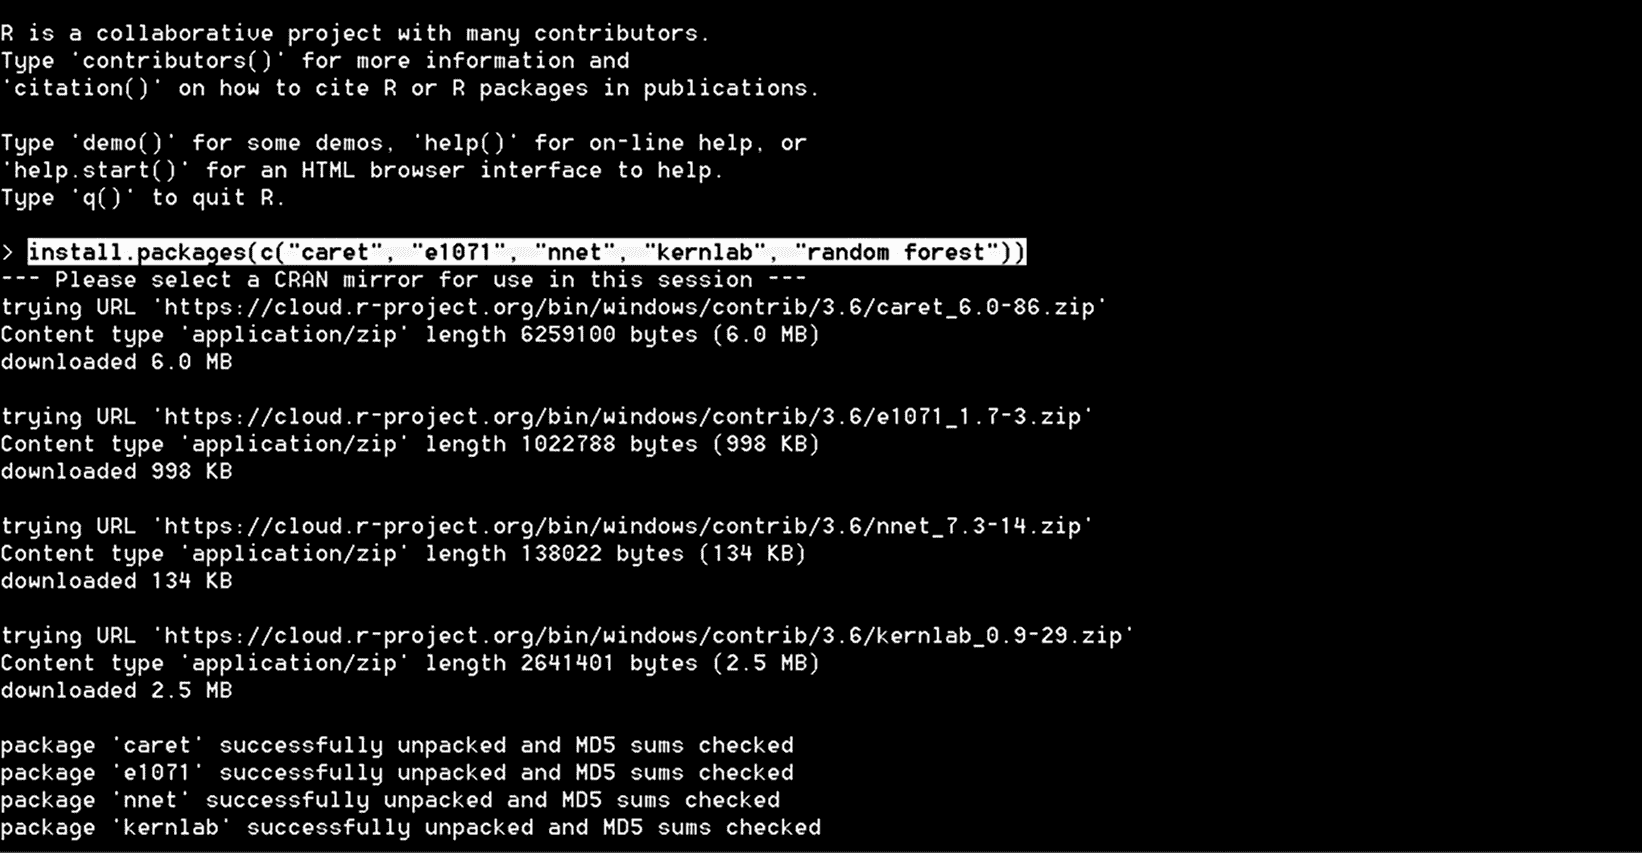 R is a collaborative project with many contributors.
Type 'contributors()' for more information and
'citation()' on how to cite R or R packages in publications.
Type 'demo()' for some demos, 'help()' for on-line help, or
'help.start()' for an HTML browser interface to help.
Type 'q()' to quit R.
> install.packages(c("caret", "e1071", "nnet", "kernlab", "random forest"))
--- Please select a CRAN mirror for use in this session ---
trying URL 'https://cloud.r-project.org/bin/windows/contrib/3.6/caret_6.0-86.zip'
Content type 'application/zip' length 6259100 bytes (6.0 MB)
downloaded 6.0 MB
trying URL 'https://cloud.r-project.org/bin/windows/contrib/3.6/e1071_1.7-3.zip'
Content type 'application/zip' length 1022788 bytes (998 KB)
downloaded 998 KB
trying URL 'https://cloud.r-project.org/bin/windows/contrib/3.6/nnet_7.3-14.zip'
Content type 'application/zip' length 138022 bytes (134 KB)
downloaded 134 KB
trying URL 'https://cloud.r-project.org/bin/windows/contrib/3.6/kernlab_0.9-29.zip'
Content type 'application/zip' length 2641401 bytes (2.5 MB)
downloaded 2.5 MB
package 'caret' successfully unpacked and MD5 sums checked
package 'e1071' successfully unpacked and MD5 sums checked
package 'nnet' successfully unpacked and MD5 sums checked
package 'kernlab' successfully unpacked and MD5 sums checked